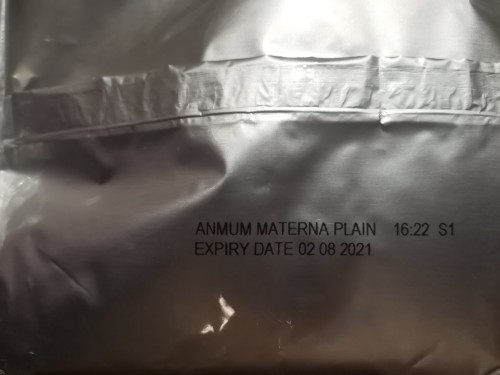 ANMUM MATERNA PLAIN 16:22 S1
EXPIRY DATE 02 08 2021